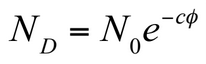 N_D = N_0e^{-cϕ}